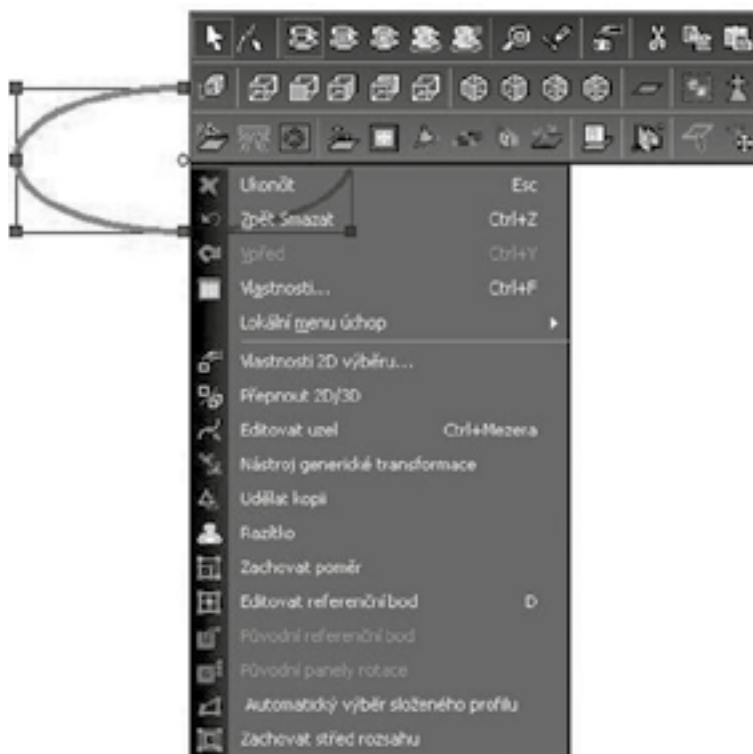 Ukončit Esc
Zpět Smazat Ctrl+Z
Vpřed Ctrl+Y
Vlastnosti... Ctrl+F
Lokální menu úchop
Vlastnosti 2D výběru...
Přepnout 2D/3D
Editovat uzel Ctrl+Mezera
Nástroj generické transformace
Udělat kopii
Razítko
Zachovat poměr
Editovat referenční bod D
Původní referenční bod
Původní panely rotace
Automatický výběr složeného profilu
Zachovat střed rozsahu